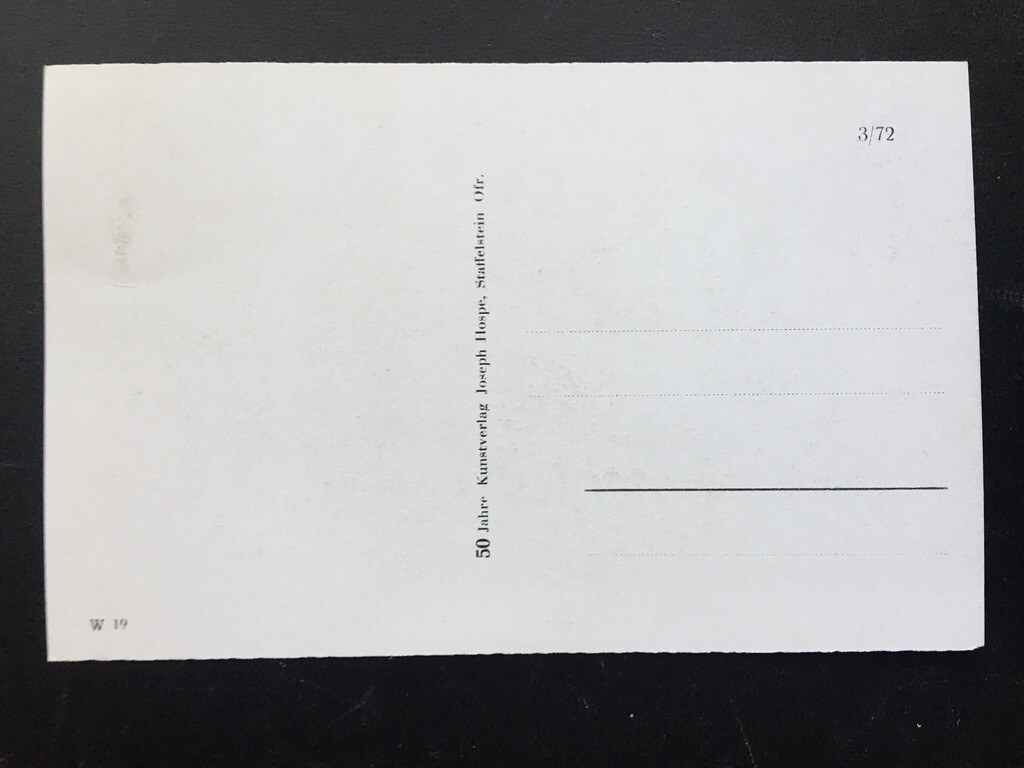 3/72
50 Jahre Kunstverlag Joseph Hospe, Staffelstein Ofr.
W 19